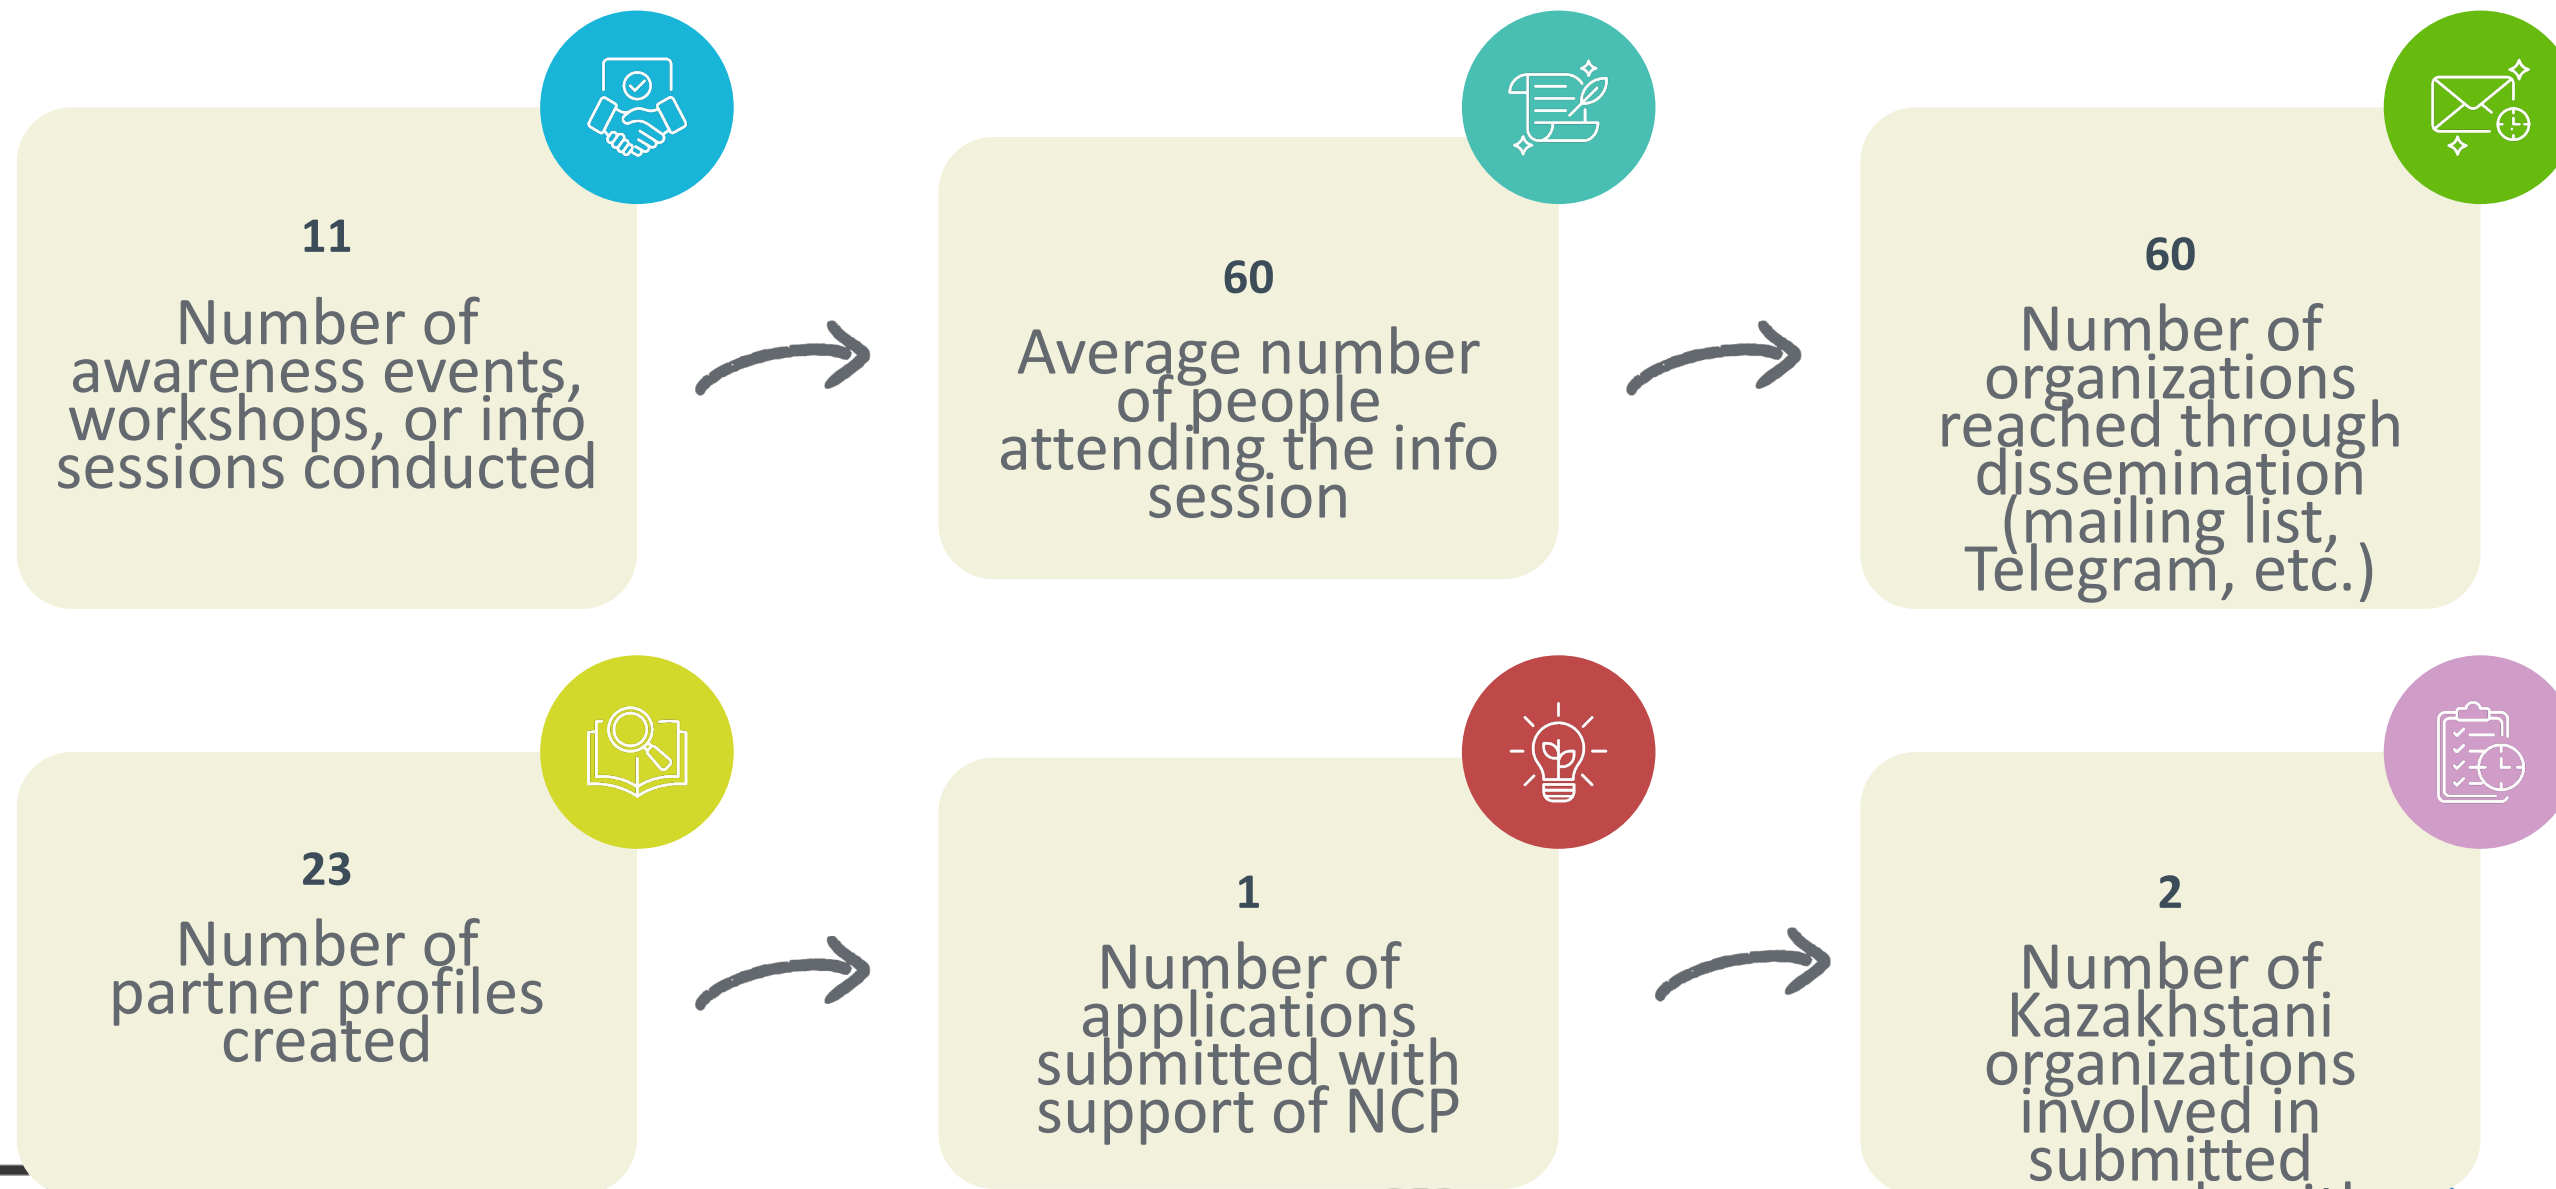 11
Number of
awareness events,
workshops, or info
sessions conducted
60
Average number
of people
attending the info
session
60
Number of
organizations
reached through
dissemination
(mailing list,
Telegram, etc.)
23
Number of
partner profiles
created
1
Number of
applications
submitted with
support of NCP
2
Number of
Kazakhstani
organizations
involved in
submitted